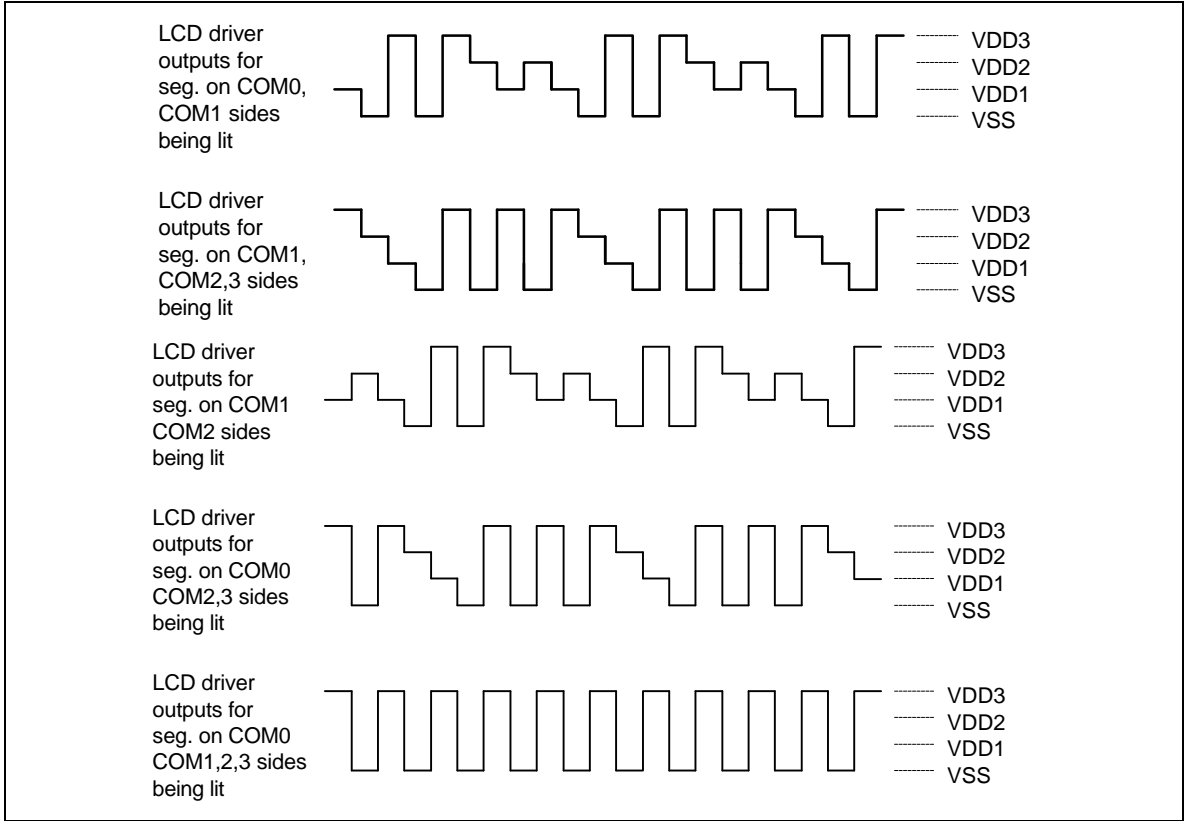 LCD driver
outputs for
seg. on COM0,
COM1 sides
being lit
VDD3
VDD2
VDD1
VSS
LCD driver
outputs for
seg. on COM1,
COM2,3 sides
being lit
VDD3
VDD2
VDD1
VSS
LCD driver
outputs for
seg. on COM1
COM2 sides
being lit
VDD3
VDD2
VDD1
VSS
LCD driver
outputs for
seg. on COM0
COM2,3 sides
being lit
VDD3
VDD2
VDD1
VSS
LCD driver
outputs for
seg. on COM0
COM1,2,3 sides
being lit
VDD3
VDD2
VDD1
VSS